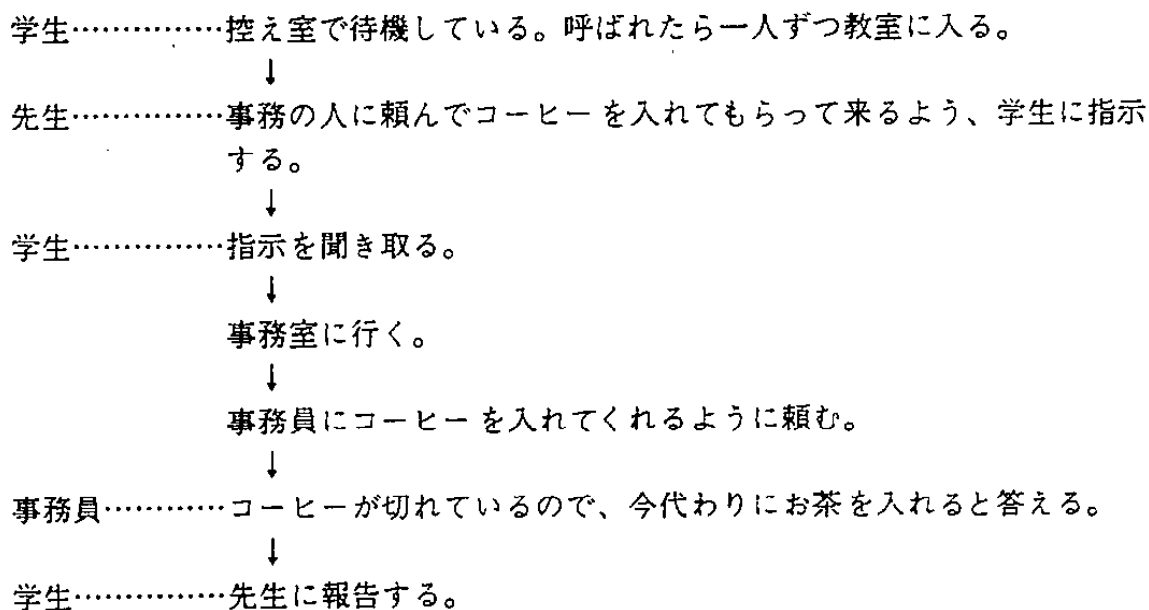 学生……………控え室で待機している。呼ばれたら一人ずつ教室に入る。
↓
先生……………事務の人に頼んでコーヒーを入れてもらって来るよう、学生に指示
する。
↓
学生……………指示を聞き取る。
↓
事務室に行く。
↓
事務員にコーヒーを入れてくれるように頼む。
↓
事務員…………コーヒーが切れているので、今代わりにお茶を入れると答える。
↓
学生……………先生に報告する。